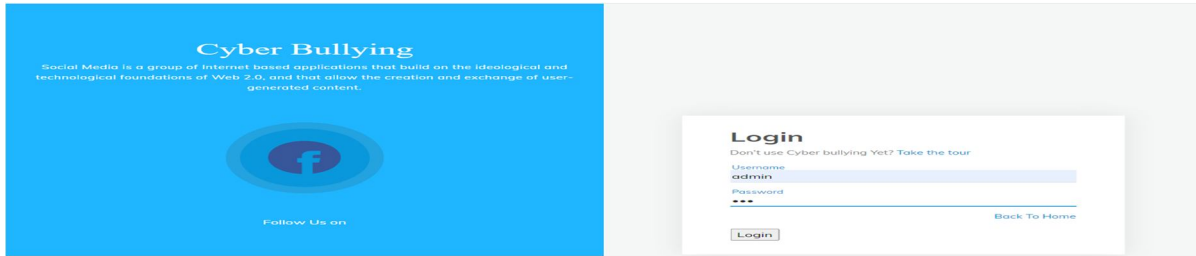 Cyber Bullying
Social Media is a group of Internet based applications that build on the ideological and
technological foundations of Web 2.0, and that allow the creation and exchange of user-
generated content.
f
Follow Us on
Login
Don't use Cyber bullying Yet? Take the tour
Username
admin
Password
•••
Back To Home
Login